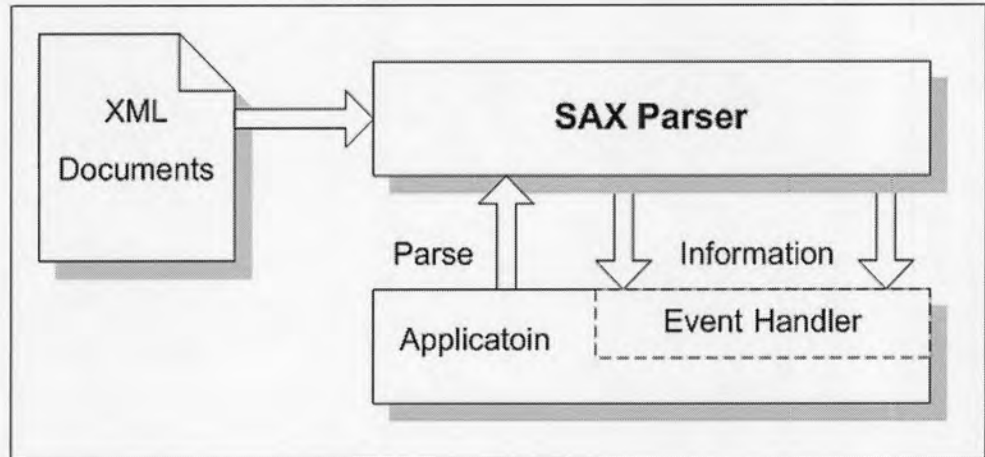 XML
Documents
SAX Parser
Parse
Information
Applicatoin
Event Handler